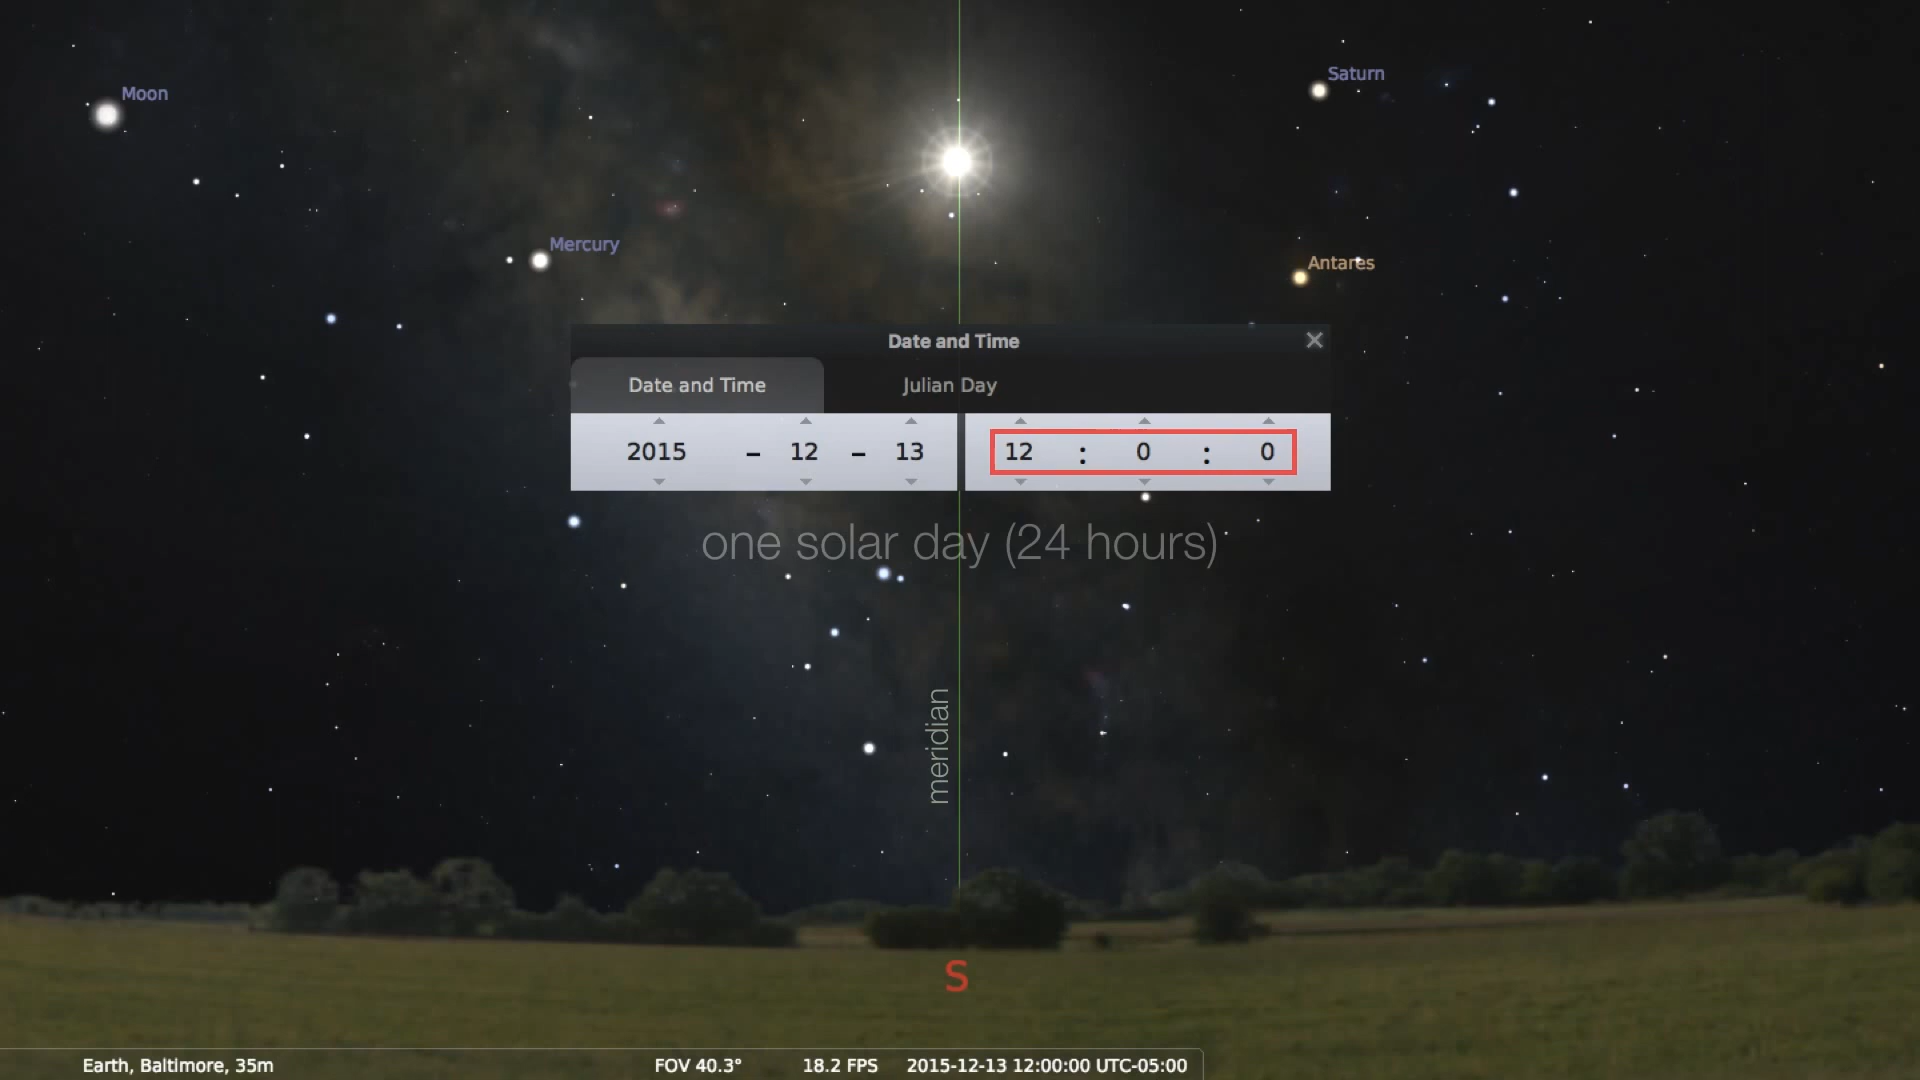 Moon
Saturn
Mercury
Antares
Date and Time
Date and Time Julian Day
2015 - 12 - 13 12 : 0 : 0
one solar day (24 hours)
meridian
S
Earth, Baltimore, 35m FOV 40.3° 18.2 FPS 2015-12-13 12:00:00 UTC-05:00